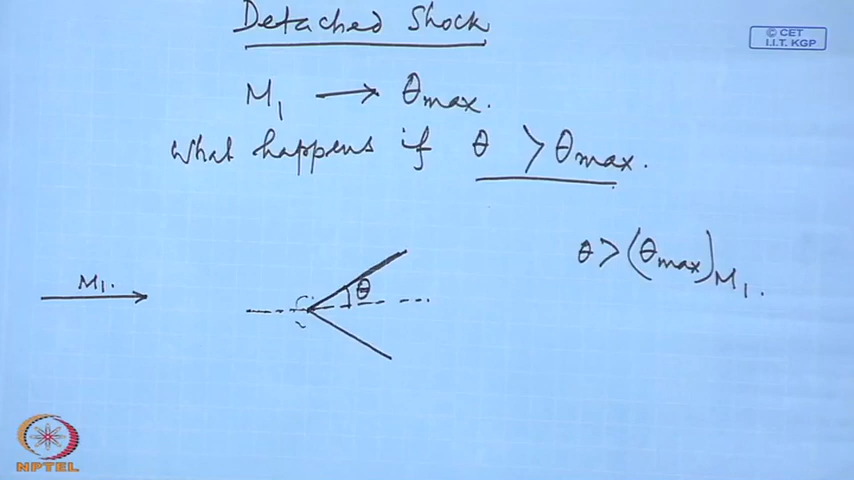 Detached Shock
© CET
I.I.T. KGP
M₁ → θmax.
What happens if θ > θmax.
θ > (θmax)M₁.
M₁.
θ
NPTEL